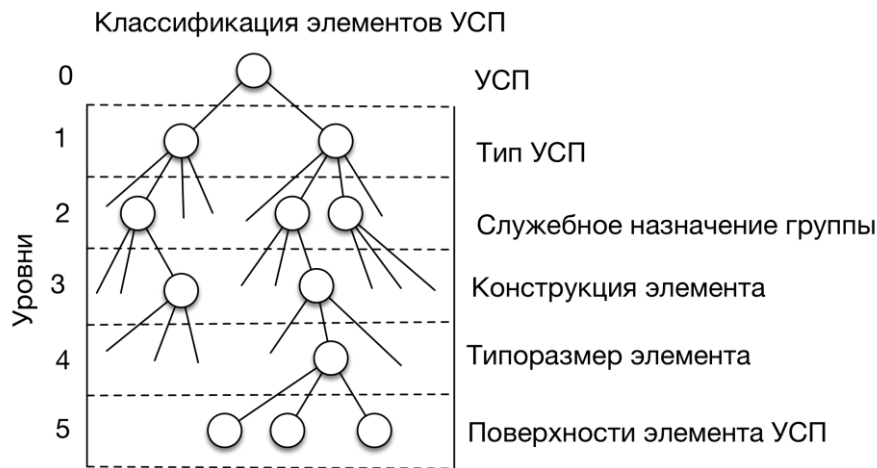 Классификация элементов УСП
0 УСП
1 Тип УСП
2 Служебное назначение группы
3 Конструкция элемента
4 Типоразмер элемента
5 Поверхности элемента УСП
Уровни